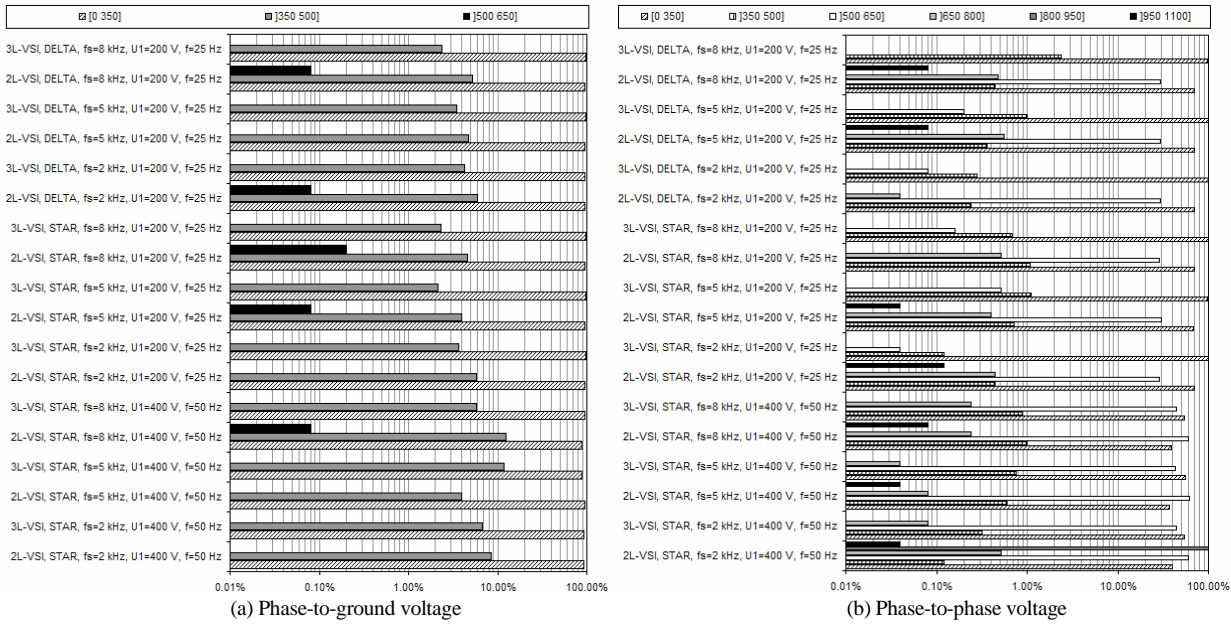 [0 350] ]350 500] ]500 650]
3L-VSI, DELTA, fs=8 kHz, U1=200 V, f=25 Hz
2L-VSI, DELTA, fs=8 kHz, U1=200 V, f=25 Hz
3L-VSI, DELTA, fs=5 kHz, U1=200 V, f=25 Hz
2L-VSI, DELTA, fs=5 kHz, U1=200 V, f=25 Hz
3L-VSI, DELTA, fs=2 kHz, U1=200 V, f=25 Hz
2L-VSI, DELTA, fs=2 kHz, U1=200 V, f=25 Hz
3L-VSI, STAR, fs=8 kHz, U1=200 V, f=25 Hz
2L-VSI, STAR, fs=8 kHz, U1=200 V, f=25 Hz
3L-VSI, STAR, fs=5 kHz, U1=200 V, f=25 Hz
2L-VSI, STAR, fs=5 kHz, U1=200 V, f=25 Hz
3L-VSI, STAR, fs=2 kHz, U1=200 V, f=25 Hz
2L-VSI, STAR, fs=2 kHz, U1=200 V, f=25 Hz
3L-VSI, STAR, fs=8 kHz, U1=400 V, f=50 Hz
2L-VSI, STAR, fs=8 kHz, U1=400 V, f=50 Hz
3L-VSI, STAR, fs=5 kHz, U1=400 V, f=50 Hz
2L-VSI, STAR, fs=5 kHz, U1=400 V, f=50 Hz
3L-VSI, STAR, fs=2 kHz, U1=400 V, f=50 Hz
2L-VSI, STAR, fs=2 kHz, U1=400 V, f=50 Hz
0.01% 0.10% 1.00% 10.00% 100.00%
(a) Phase-to-ground voltage
[0 350] ]350 500] ]500 650] ]650 800] ]800 950] ]950 1100]
3L-VSI, DELTA, fs=8 kHz, U1=200 V, f=25 Hz
2L-VSI, DELTA, fs=8 kHz, U1=200 V, f=25 Hz
3L-VSI, DELTA, fs=5 kHz, U1=200 V, f=25 Hz
2L-VSI, DELTA, fs=5 kHz, U1=200 V, f=25 Hz
3L-VSI, DELTA, fs=2 kHz, U1=200 V, f=25 Hz
2L-VSI, DELTA, fs=2 kHz, U1=200 V, f=25 Hz
3L-VSI, STAR, fs=8 kHz, U1=200 V, f=25 Hz
2L-VSI, STAR, fs=8 kHz, U1=200 V, f=25 Hz
3L-VSI, STAR, fs=5 kHz, U1=200 V, f=25 Hz
2L-VSI, STAR, fs=5 kHz, U1=200 V, f=25 Hz
3L-VSI, STAR, fs=2 kHz, U1=200 V, f=25 Hz
2L-VSI, STAR, fs=2 kHz, U1=200 V, f=25 Hz
3L-VSI, STAR, fs=8 kHz, U1=400 V, f=50 Hz
2L-VSI, STAR, fs=8 kHz, U1=400 V, f=50 Hz
3L-VSI, STAR, fs=5 kHz, U1=400 V, f=50 Hz
2L-VSI, STAR, fs=5 kHz, U1=400 V, f=50 Hz
3L-VSI, STAR, fs=2 kHz, U1=400 V, f=50 Hz
2L-VSI, STAR, fs=2 kHz, U1=400 V, f=50 Hz
0.01% 0.10% 1.00% 10.00% 100.00%
(b) Phase-to-phase voltage